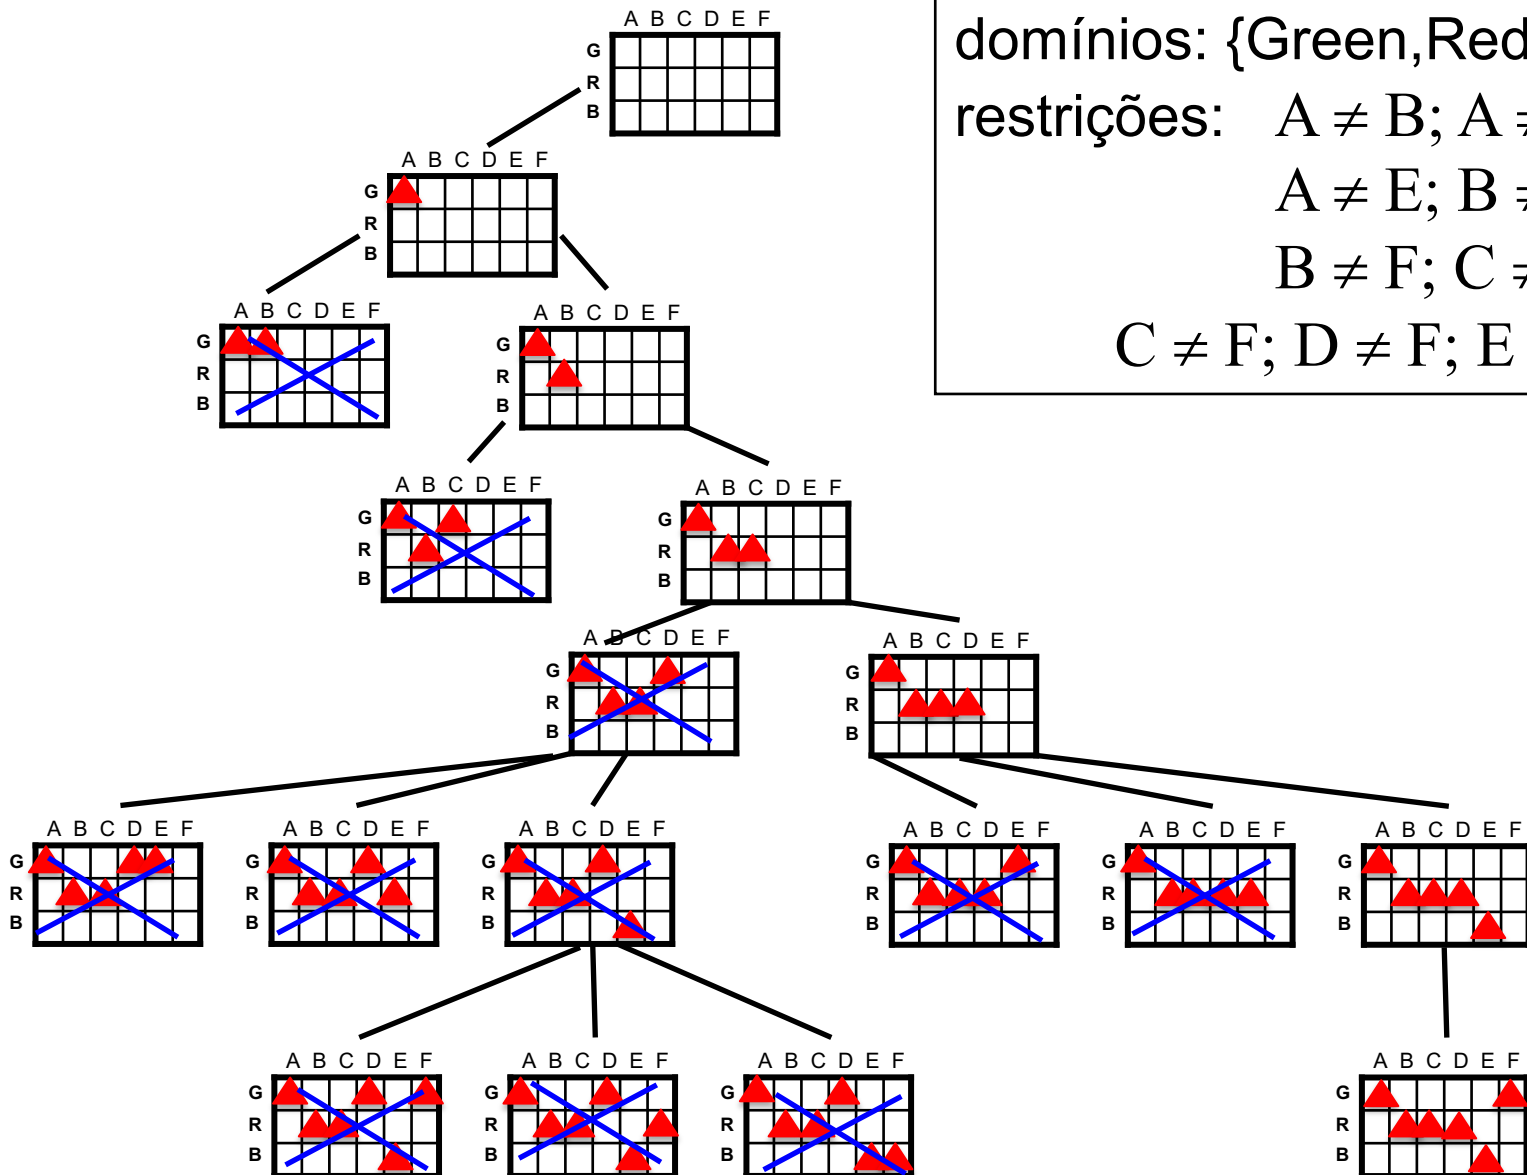 A B C D E F
G
R
B
domínios: {Green,Red
restrições: A ≠ B; A ≠
A ≠ E; B ≠
B ≠ F; C ≠
C ≠ F; D ≠ F; E
A B C D E F
G
R
B
A B C D E F
G
R
B
A B C D E F
G
R
B
A B C D E F
G
R
B
A B C D E F
G
R
B
A B C D E F
G
R
B
A B C D E F
G
R
B
A B C D E F
G
R
B
A B C D E F
G
R
B
A B C D E F
G
R
B
A B C D E F
G
R
B
A B C D E F
G
R
B
A B C D E F
G
R
B
A B C D E F
G
R
B
A B C D E F
G
R
B
A B C D E F
G
R
B
A B C D E F
G
R
B